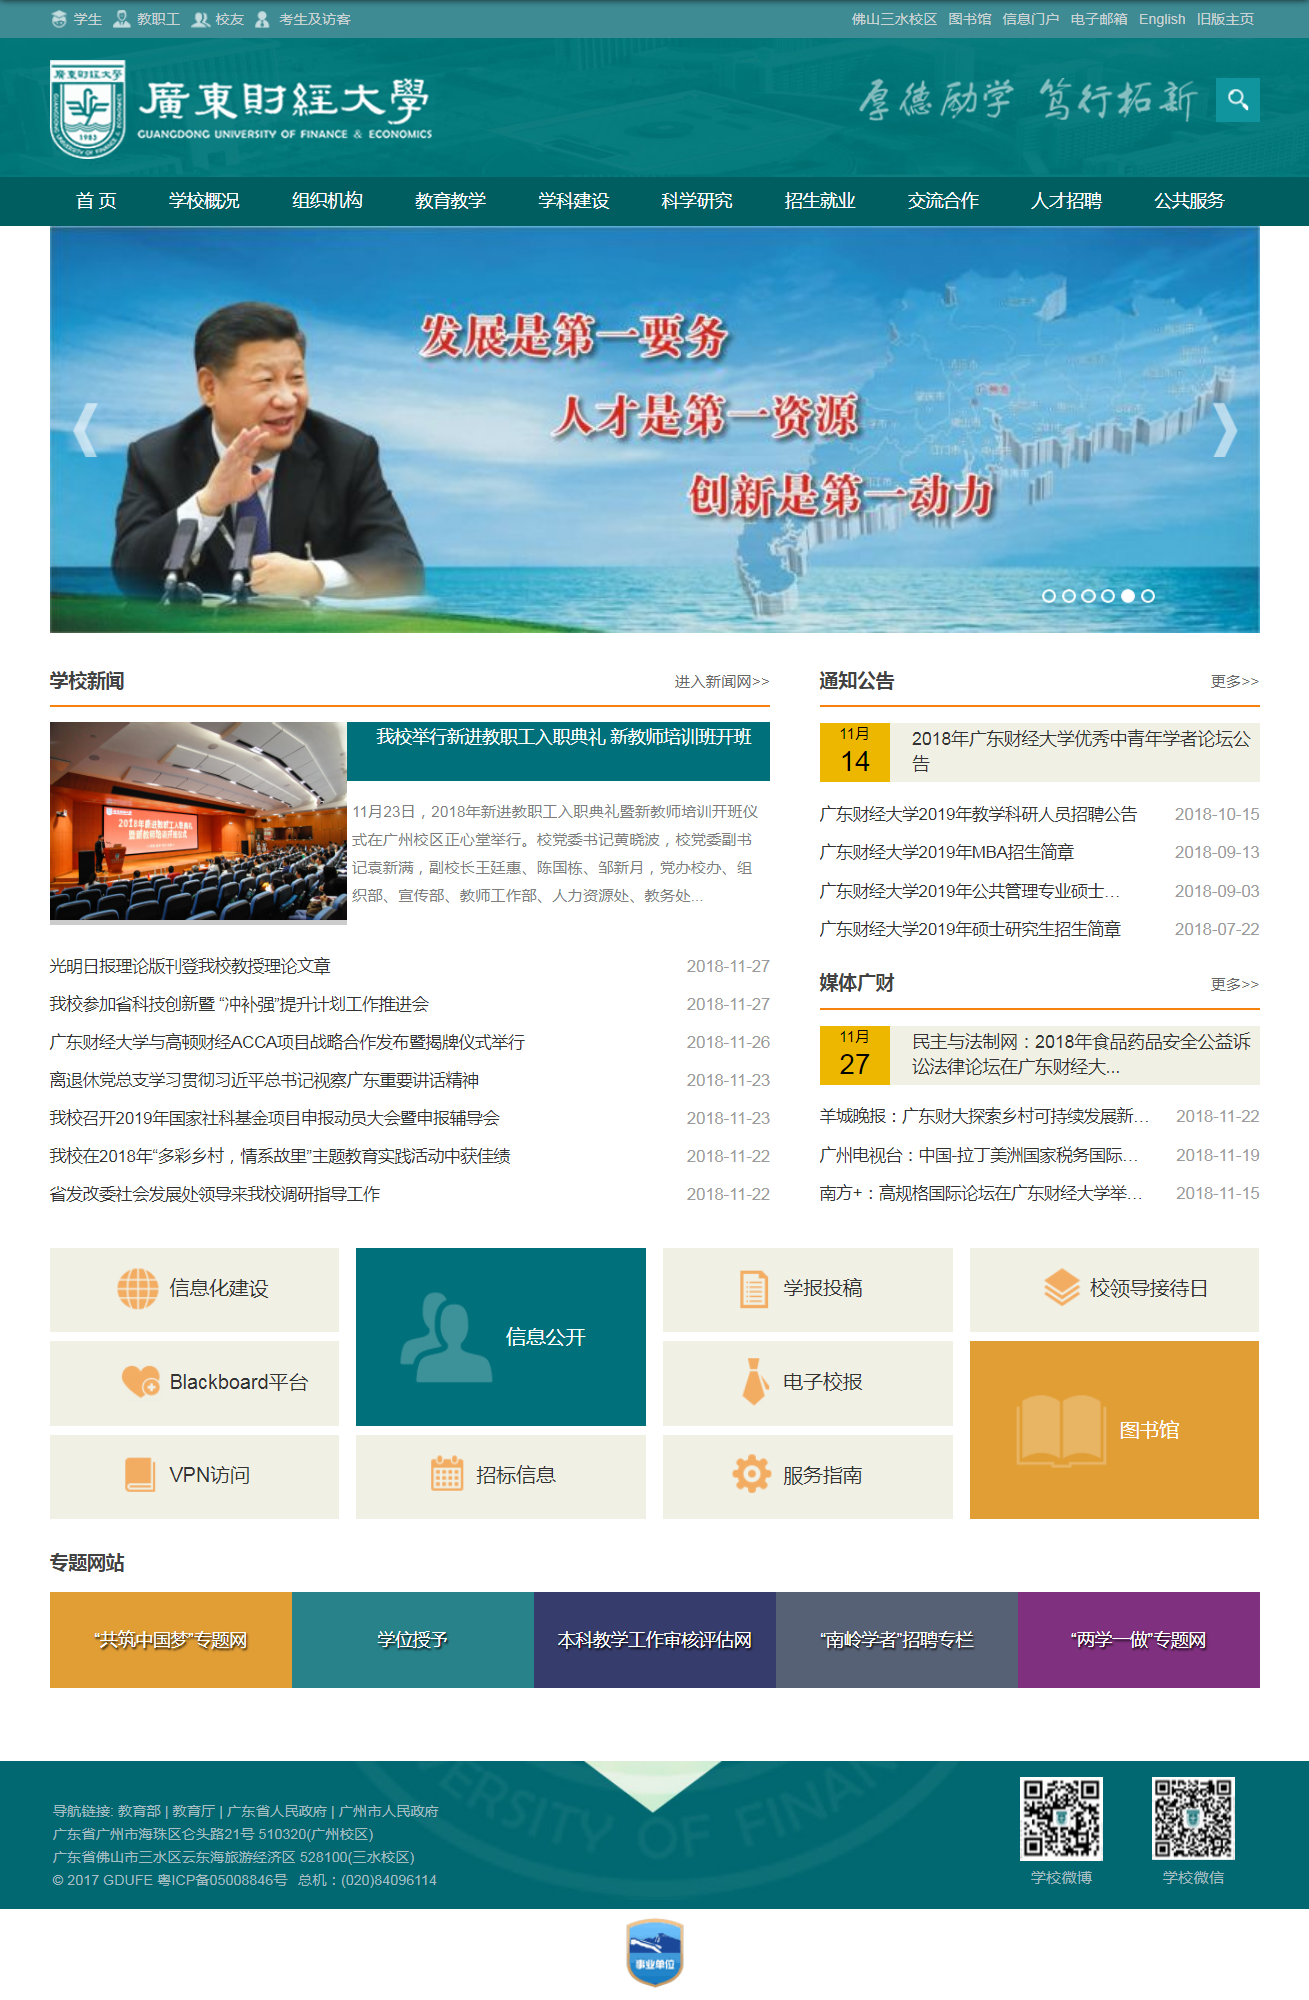 学生 教职工 校友 考生及访客 佛山三水校区 图书馆 信息门户 电子邮箱 English 旧版主页
廣東財經大學
廣東財經大學 厚德励学 笃行拓新
GUANGDONG UNIVERSITY OF FINANCE & ECONOMICS
1983
首 页 学校概况 组织机构 教育教学 学科建设 科学研究 招生就业 交流合作 人才招聘 公共服务
发展是第一要务
人才是第一资源
创新是第一动力
学校新闻 进入新闻网>>
2018年新进教职工入职典礼
暨新教师培训开班仪式
我校举行新进教职工入职典礼 新教师培训班开班
11月23日，2018年新进教职工入职典礼暨新教师培训开班仪
式在广州校区正心堂举行。校党委书记黄晓波，校党委副书
记袁新满，副校长王廷惠、陈国栋、邹新月，党办校办、组
织部、宣传部、教师工作部、人力资源处、教务处...
光明日报理论版刊登我校教授理论文章 2018-11-27
我校参加省科技创新暨 “冲补强”提升计划工作推进会 2018-11-27
广东财经大学与高顿财经ACCA项目战略合作发布暨揭牌仪式举行 2018-11-26
离退休党总支学习贯彻习近平总书记视察广东重要讲话精神 2018-11-23
我校召开2019年国家社科基金项目申报动员大会暨申报辅导会 2018-11-23
我校在2018年“多彩乡村，情系故里”主题教育实践活动中获佳绩 2018-11-22
省发改委社会发展处领导来我校调研指导工作 2018-11-22
通知公告 更多>>
11月
14
2018年广东财经大学优秀中青年学者论坛公
告
广东财经大学2019年教学科研人员招聘公告 2018-10-15
广东财经大学2019年MBA招生简章 2018-09-13
广东财经大学2019年公共管理专业硕士… 2018-09-03
广东财经大学2019年硕士研究生招生简章 2018-07-22
媒体广财 更多>>
11月
27
民主与法制网：2018年食品药品安全公益诉
讼法律论坛在广东财经大...
羊城晚报：广东财大探索乡村可持续发展新… 2018-11-22
广州电视台：中国-拉丁美洲国家税务国际… 2018-11-19
南方+：高规格国际论坛在广东财经大学举… 2018-11-15
信息化建设 信息公开 学报投稿 校领导接待日
Blackboard平台 电子校报 图书馆
VPN访问 招标信息 服务指南
专题网站
“共筑中国梦”专题网 学位授予 本科教学工作审核评估网 “南岭学者”招聘专栏 “两学一做”专题网
VERSITY OF FINAN
导航链接: 教育部 | 教育厅 | 广东省人民政府 | 广州市人民政府
广东省广州市海珠区仑头路21号 510320(广州校区)
广东省佛山市三水区云东海旅游经济区 528100(三水校区)
© 2017 GDUFE 粤ICP备05008846号 总机：(020)84096114
学校微博 学校微信
事业单位